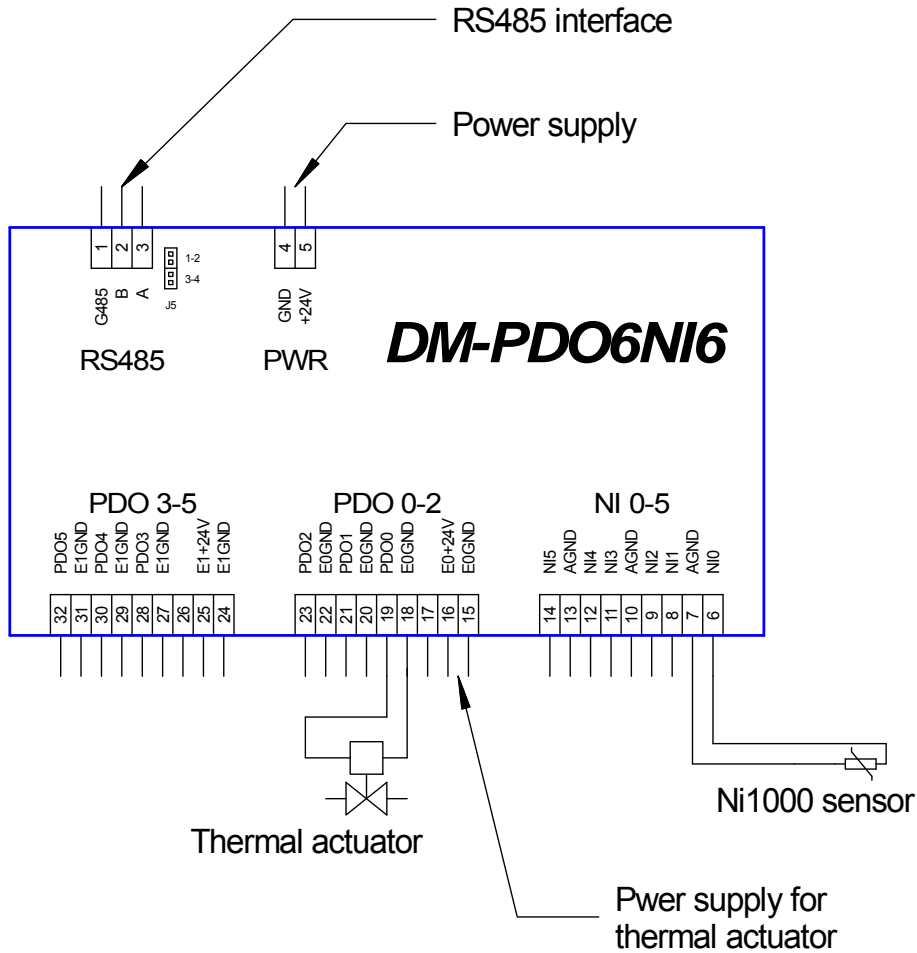 RS485 interface
Power supply
1 2 3
1-2
3-4
J5
4 5
G485 B A
GND +24V
RS485
PWR
DM-PDO6NI6
PDO 3-5
PDO 0-2
NI 0-5
PDO5 E1GND PDO4 E1GND PDO3 E1GND E1+24V E1GND
PDO2 E0GND PDO1 E0GND PDO0 E0GND E0+24V E0GND
NI5 AGND NI4 NI3 AGND NI2 NI1 AGND NI0
32 31 30 29 28 27 26 25 24
23 22 21 20 19 18 17 16 15
14 13 12 11 10 9 8 7 6
Ni1000 sensor
Thermal actuator
Pwer supply for
thermal actuator